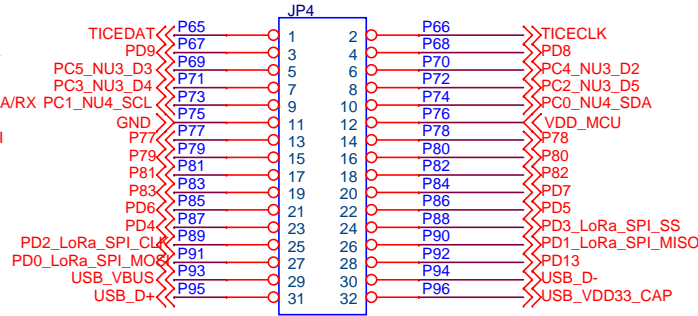 JP4
TICEDAT P65 1 2 P66 TICECLK
PD9 P67 3 4 P68 PD8
PC5_NU3_D3 P69 5 6 P70 PC4_NU3_D2
PC3_NU3_D4 P71 7 8 P72 PC2_NU3_D5
A/RX PC1_NU4_SCL P73 9 10 P74 PC0_NU4_SDA
GND P75 11 12 P76 VDD_MCU
P77 P77 13 14 P78 P78
P79 P79 15 16 P80 P80
P81 P81 17 18 P82 P82
P83 P83 19 20 P84 PD7
PD6 P85 21 22 P86 PD5
PD4 P87 23 24 P88 PD3_LoRa_SPI_SS
PD2_LoRa_SPI_CLK P89 25 26 P90 PD1_LoRa_SPI_MISO
PD0_LoRa_SPI_MOSI P91 27 28 P92 PD13
USB_VBUS P93 29 30 P94 USB_D-
USB_D+ P95 31 32 P96 USB_VDD33_CAP